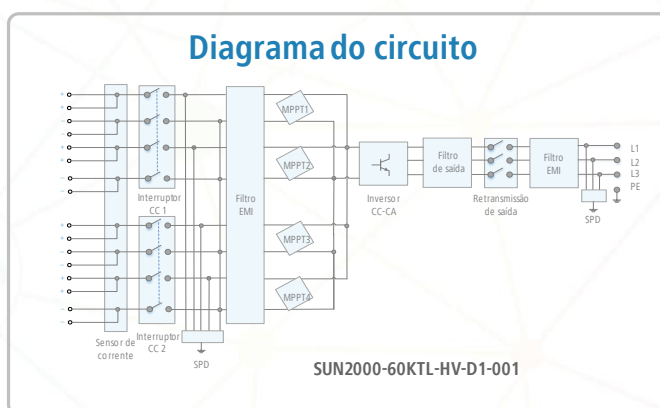 Diagrama do circuito
+
+
−
−
+
+
−
−
+
+
−
−
+
+
−
−
Sensor de
corrente
Interruptor
CC 1
Interruptor
CC 2
SPD
Filtro
EMI
MPPT1
MPPT2
MPPT3
MPPT4
Inversor
CC-CA
Filtro
de saída
Retransmissão
de saída
Filtro
EMI
SPD
L1
L2
L3
PE
SUN2000-60KTL-HV-D1-001